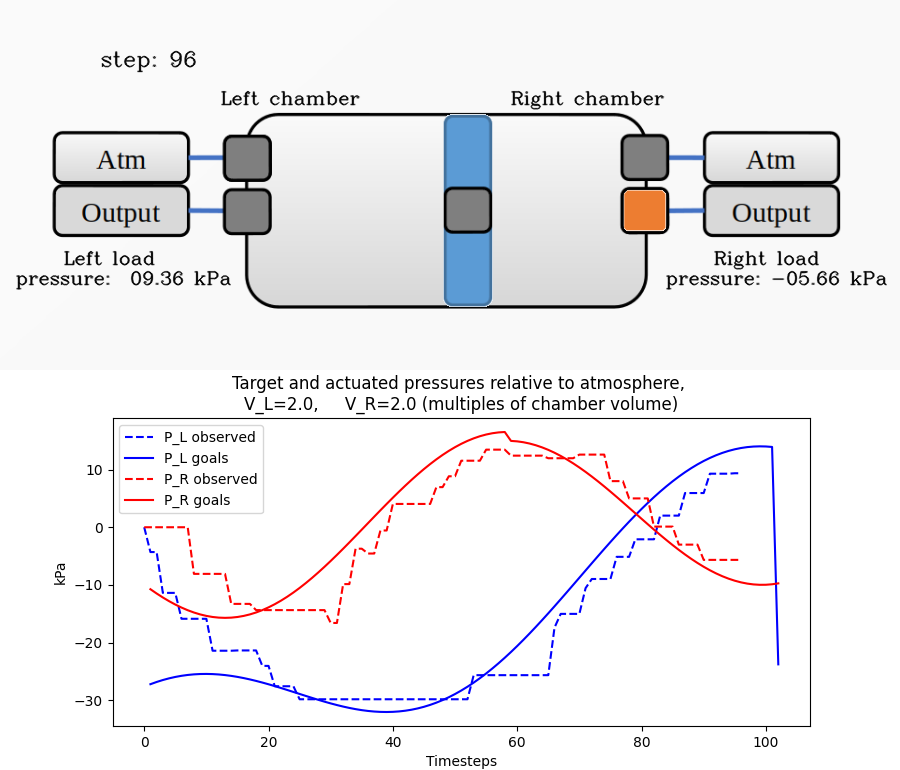 step: 96
Left chamber
Right chamber
Atm
Atm
Output
Output
Left load
pressure: 09.36 kPa
Right load
pressure: −05.66 kPa
Target and actuated pressures relative to atmosphere,
V_L=2.0, V_R=2.0 (multiples of chamber volume)
P_L observed
P_L goals
P_R observed
P_R goals
10
0
−10
−20
−30
kPa
0 20 40 60 80 100
Timesteps